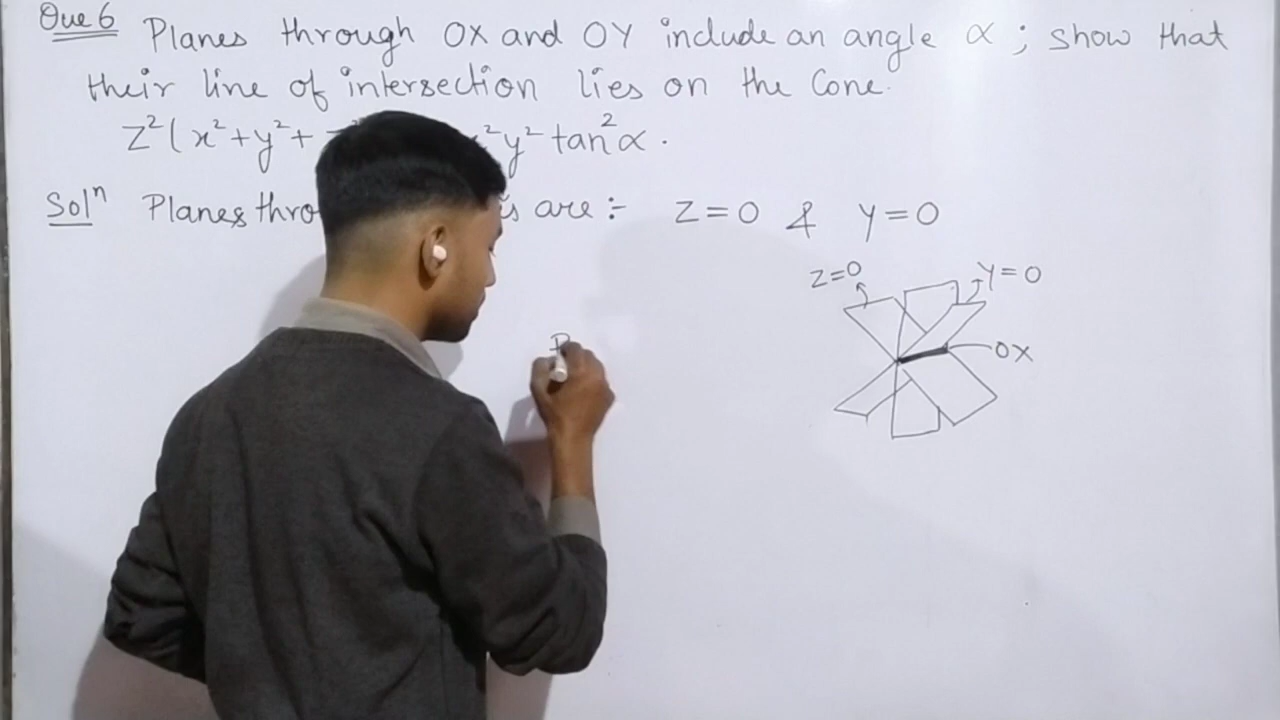 Que 6 Planes through OX and OY include an angle α ; show that
their line of intersection lies on the Cone.
Z²(x²+y²+ y² tan²α .
Solⁿ Planes are :- Z=0 & Y=0
Z=0
Y=0
OX